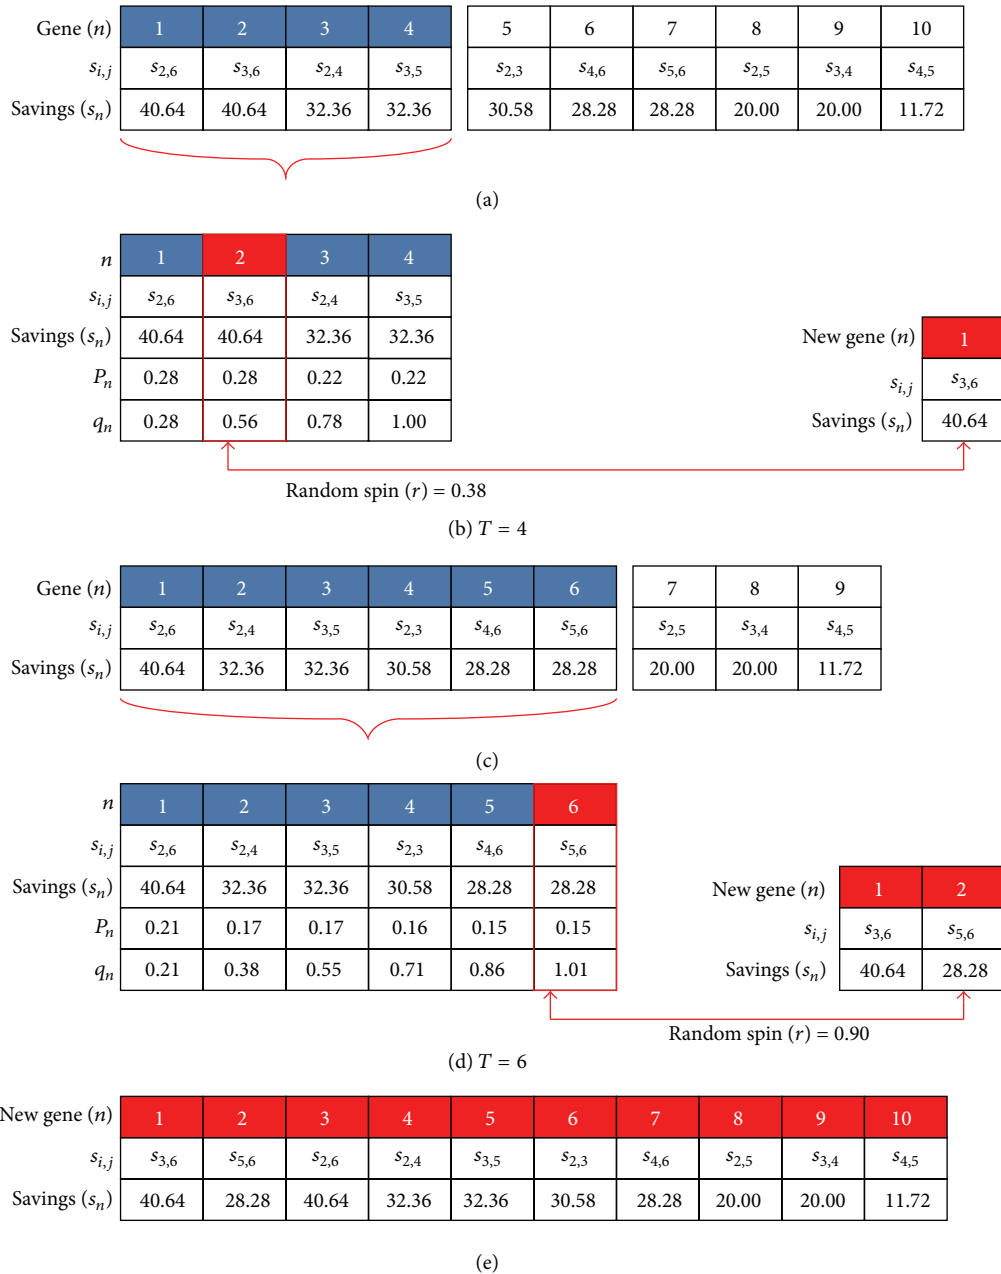 Gene (n) 1 2 3 4 5 6 7 8 9 10
s_{i,j} s_{2,6} s_{3,6} s_{2,4} s_{3,5} s_{2,3} s_{4,6} s_{5,6} s_{2,5} s_{3,4} s_{4,5}
Savings (s_n) 40.64 40.64 32.36 32.36 30.58 28.28 28.28 20.00 20.00 11.72
(a)
n 1 2 3 4
s_{i,j} s_{2,6} s_{3,6} s_{2,4} s_{3,5}
Savings (s_n) 40.64 40.64 32.36 32.36
P_n 0.28 0.28 0.22 0.22
q_n 0.28 0.56 0.78 1.00
New gene (n) 1
s_{i,j} s_{3,6}
Savings (s_n) 40.64
Random spin (r) = 0.38
(b) T = 4
Gene (n) 1 2 3 4 5 6 7 8 9
s_{i,j} s_{2,6} s_{2,4} s_{3,5} s_{2,3} s_{4,6} s_{5,6} s_{2,5} s_{3,4} s_{4,5}
Savings (s_n) 40.64 32.36 32.36 30.58 28.28 28.28 20.00 20.00 11.72
(c)
n 1 2 3 4 5 6
s_{i,j} s_{2,6} s_{2,4} s_{3,5} s_{2,3} s_{4,6} s_{5,6}
Savings (s_n) 40.64 32.36 32.36 30.58 28.28 28.28
P_n 0.21 0.17 0.17 0.16 0.15 0.15
q_n 0.21 0.38 0.55 0.71 0.86 1.01
New gene (n) 1 2
s_{i,j} s_{3,6} s_{5,6}
Savings (s_n) 40.64 28.28
Random spin (r) = 0.90
(d) T = 6
New gene (n) 1 2 3 4 5 6 7 8 9 10
s_{i,j} s_{3,6} s_{5,6} s_{2,6} s_{2,4} s_{3,5} s_{2,3} s_{4,6} s_{2,5} s_{3,4} s_{4,5}
Savings (s_n) 40.64 28.28 40.64 32.36 32.36 30.58 28.28 20.00 20.00 11.72
(e)